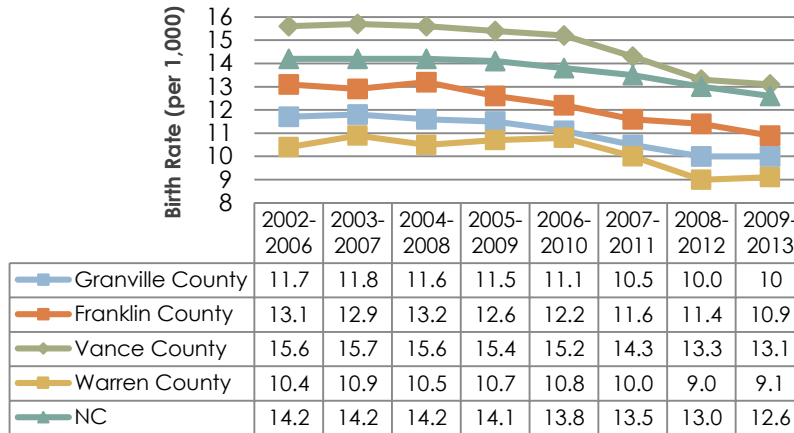 Birth Rate (per 1,000)
16
15
14
13
12
11
10
9
8
2002-2006 2003-2007 2004-2008 2005-2009 2006-2010 2007-2011 2008-2012 2009-2013
Granville County 11.7 11.8 11.6 11.5 11.1 10.5 10.0 10
Franklin County 13.1 12.9 13.2 12.6 12.2 11.6 11.4 10.9
Vance County 15.6 15.7 15.6 15.4 15.2 14.3 13.3 13.1
Warren County 10.4 10.9 10.5 10.7 10.8 10.0 9.0 9.1
NC 14.2 14.2 14.2 14.1 13.8 13.5 13.0 12.6